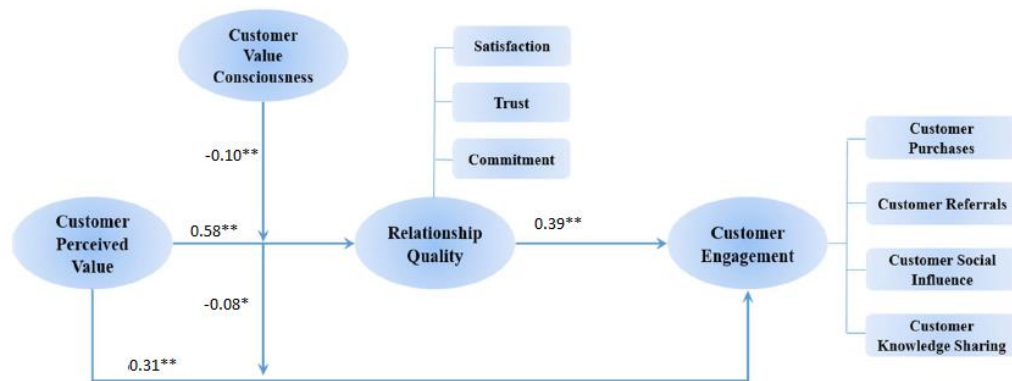 Customer
Value
Consciousness
Satisfaction
Trust
Commitment
-0.10**
Customer
Perceived
Value
0.58**
Relationship
Quality
0.39**
Customer
Engagement
Customer
Purchases
Customer Referrals
Customer Social
Influence
Customer
Knowledge Sharing
-0.08*
0.31**